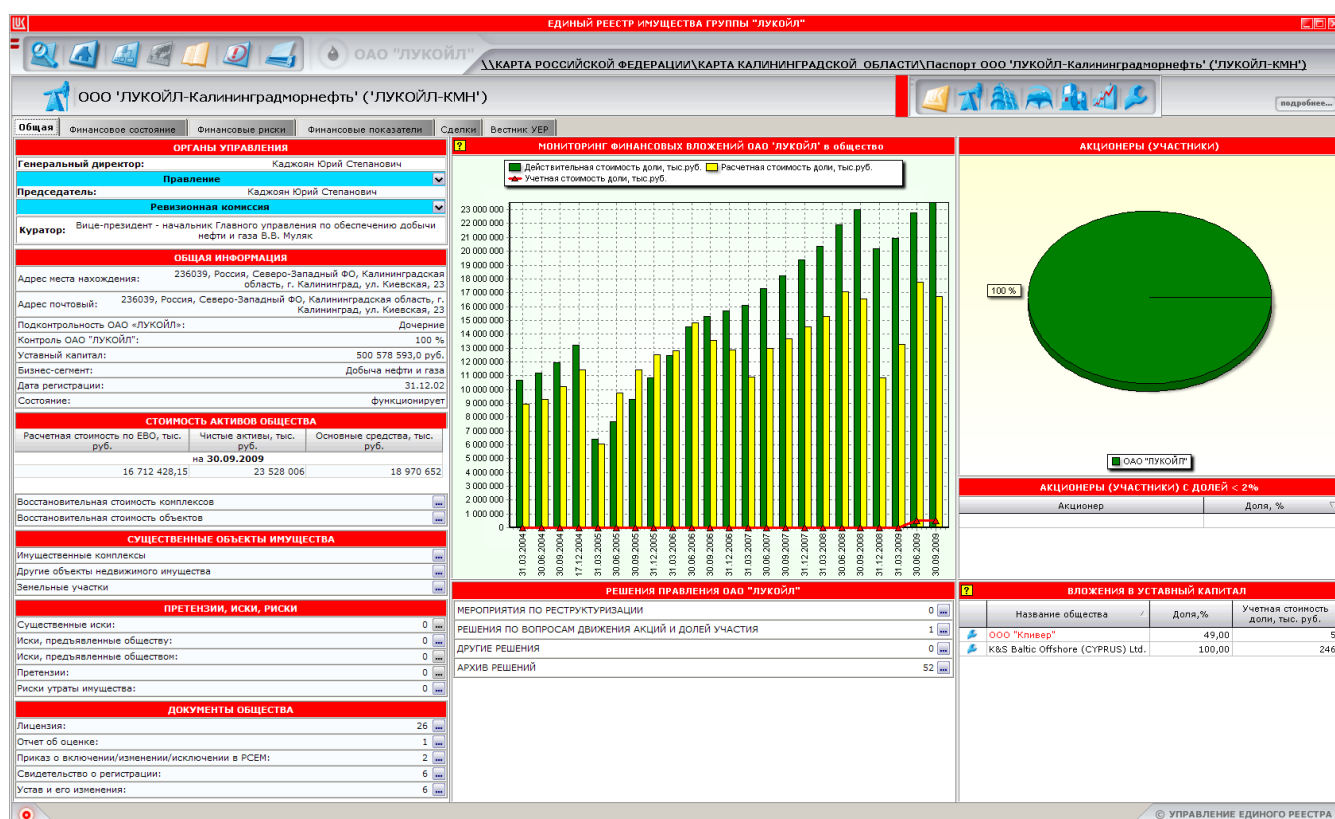 ЕДИНЫЙ РЕЕСТР ИМУЩЕСТВА ГРУППЫ "ЛУКОЙЛ"
ОАО "ЛУКОЙЛ"
\\КАРТА РОССИЙСКОЙ ФЕДЕРАЦИИ\КАРТА КАЛИНИНГРАДСКОЙ ОБЛАСТИ\Паспорт ООО 'ЛУКОЙЛ-Калининградморнефть' ('ЛУКОЙЛ-КМН')
ООО 'ЛУКОЙЛ-Калининградморнефть' ('ЛУКОЙЛ-КМН')
подробнее...
Общая Финансовое состояние Финансовые риски Финансовые показатели Сделки Вестник УЕР
ОРГАНЫ УПРАВЛЕНИЯ
Генеральный директор: Каджоян Юрий Степанович
Правление
Председатель: Каджоян Юрий Степанович
Ревизионная комиссия
Куратор: Вице-президент - начальник Главного управления по обеспечению добычи
нефти и газа В.В. Муляк
ОБЩАЯ ИНФОРМАЦИЯ
Адрес места нахождения: 236039, Россия, Северо-Западный ФО, Калининградская
область, г. Калининград, ул. Киевская, 23
Адрес почтовый: 236039, Россия, Северо-Западный ФО, Калининградская область, г.
Калининград, ул. Киевская, 23
Подконтрольность ОАО «ЛУКОЙЛ»: Дочерние
Контроль ОАО "ЛУКОЙЛ": 100 %
Уставный капитал: 500 578 593,0 руб.
Бизнес-сегмент: Добыча нефти и газа
Дата регистрации: 31.12.02
Состояние: функционирует
СТОИМОСТЬ АКТИВОВ ОБЩЕСТВА
Расчетная стоимость по ЕВО, тыс. руб. Чистые активы, тыс. руб. Основные средства, тыс. руб.
на 30.09.2009
16 712 428,15 23 528 006 18 970 652
Восстановительная стоимость комплексов ...
Восстановительная стоимость объектов ...
СУЩЕСТВЕННЫЕ ОБЪЕКТЫ ИМУЩЕСТВА
Имущественные комплексы ...
Другие объекты недвижимого имущества ...
Земельные участки ...
ПРЕТЕНЗИИ, ИСКИ, РИСКИ
Существенные иски: 0 ...
Иски, предъявленные обществу: 0 ...
Иски, предъявленные обществом: 0 ...
Претензии: 0 ...
Риски утраты имущества: 0 ...
ДОКУМЕНТЫ ОБЩЕСТВА
Лицензия: 26 ...
Отчет об оценке: 1 ...
Приказ о включении/изменении/исключении в РСЕМ: 2 ...
Свидетельство о регистрации: 6 ...
Устав и его изменения: 6 ...
? МОНИТОРИНГ ФИНАНСОВЫХ ВЛОЖЕНИЙ ОАО 'ЛУКОЙЛ' в общество
Действительная стоимость доли, тыс.руб. Расчетная стоимость доли, тыс.руб.
Учетная стоимость доли, тыс.руб.
23 000 000
22 000 000
21 000 000
20 000 000
19 000 000
18 000 000
17 000 000
16 000 000
15 000 000
14 000 000
13 000 000
12 000 000
11 000 000
10 000 000
9 000 000
8 000 000
7 000 000
6 000 000
5 000 000
4 000 000
3 000 000
2 000 000
1 000 000
0
31.03.2004
30.06.2004
30.09.2004
17.12.2004
31.03.2005
30.06.2005
30.09.2005
31.12.2005
31.03.2006
30.06.2006
30.09.2006
31.12.2006
31.03.2007
30.06.2007
30.09.2007
31.12.2007
31.03.2008
30.06.2008
30.09.2008
31.12.2008
31.03.2009
30.06.2009
30.09.2009
РЕШЕНИЯ ПРАВЛЕНИЯ ОАО "ЛУКОЙЛ"
МЕРОПРИЯТИЯ ПО РЕСТРУКТУРИЗАЦИИ 0 ...
РЕШЕНИЯ ПО ВОПРОСАМ ДВИЖЕНИЯ АКЦИЙ И ДОЛЕЙ УЧАСТИЯ 1 ...
ДРУГИЕ РЕШЕНИЯ 0 ...
АРХИВ РЕШЕНИЙ 52 ...
АКЦИОНЕРЫ (УЧАСТНИКИ)
100 %
ОАО "ЛУКОЙЛ"
АКЦИОНЕРЫ (УЧАСТНИКИ) С ДОЛЕЙ < 2%
Акционер Доля, %
? ВЛОЖЕНИЯ В УСТАВНЫЙ КАПИТАЛ
Название общества Доля,% Учетная стоимость доли, тыс. руб.
ООО "Кливер" 49,00 5
K&S Baltic Offshore (CYPRUS) Ltd. 100,00 246
© УПРАВЛЕНИЕ ЕДИНОГО РЕЕСТРА